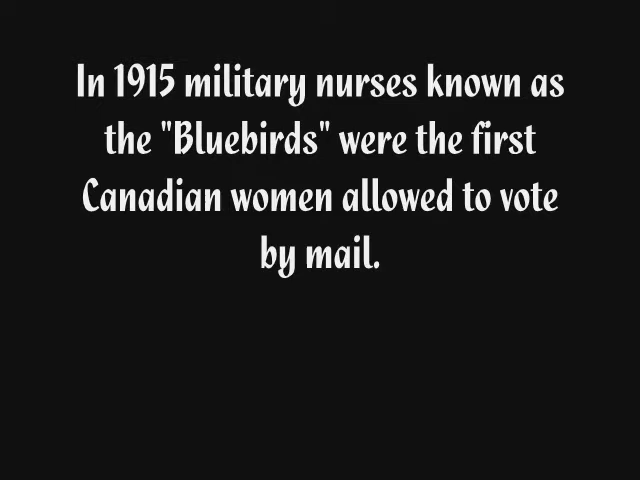 In 1915 military nurses known as
the "Bluebirds" were the first
Canadian women allowed to vote
by mail.